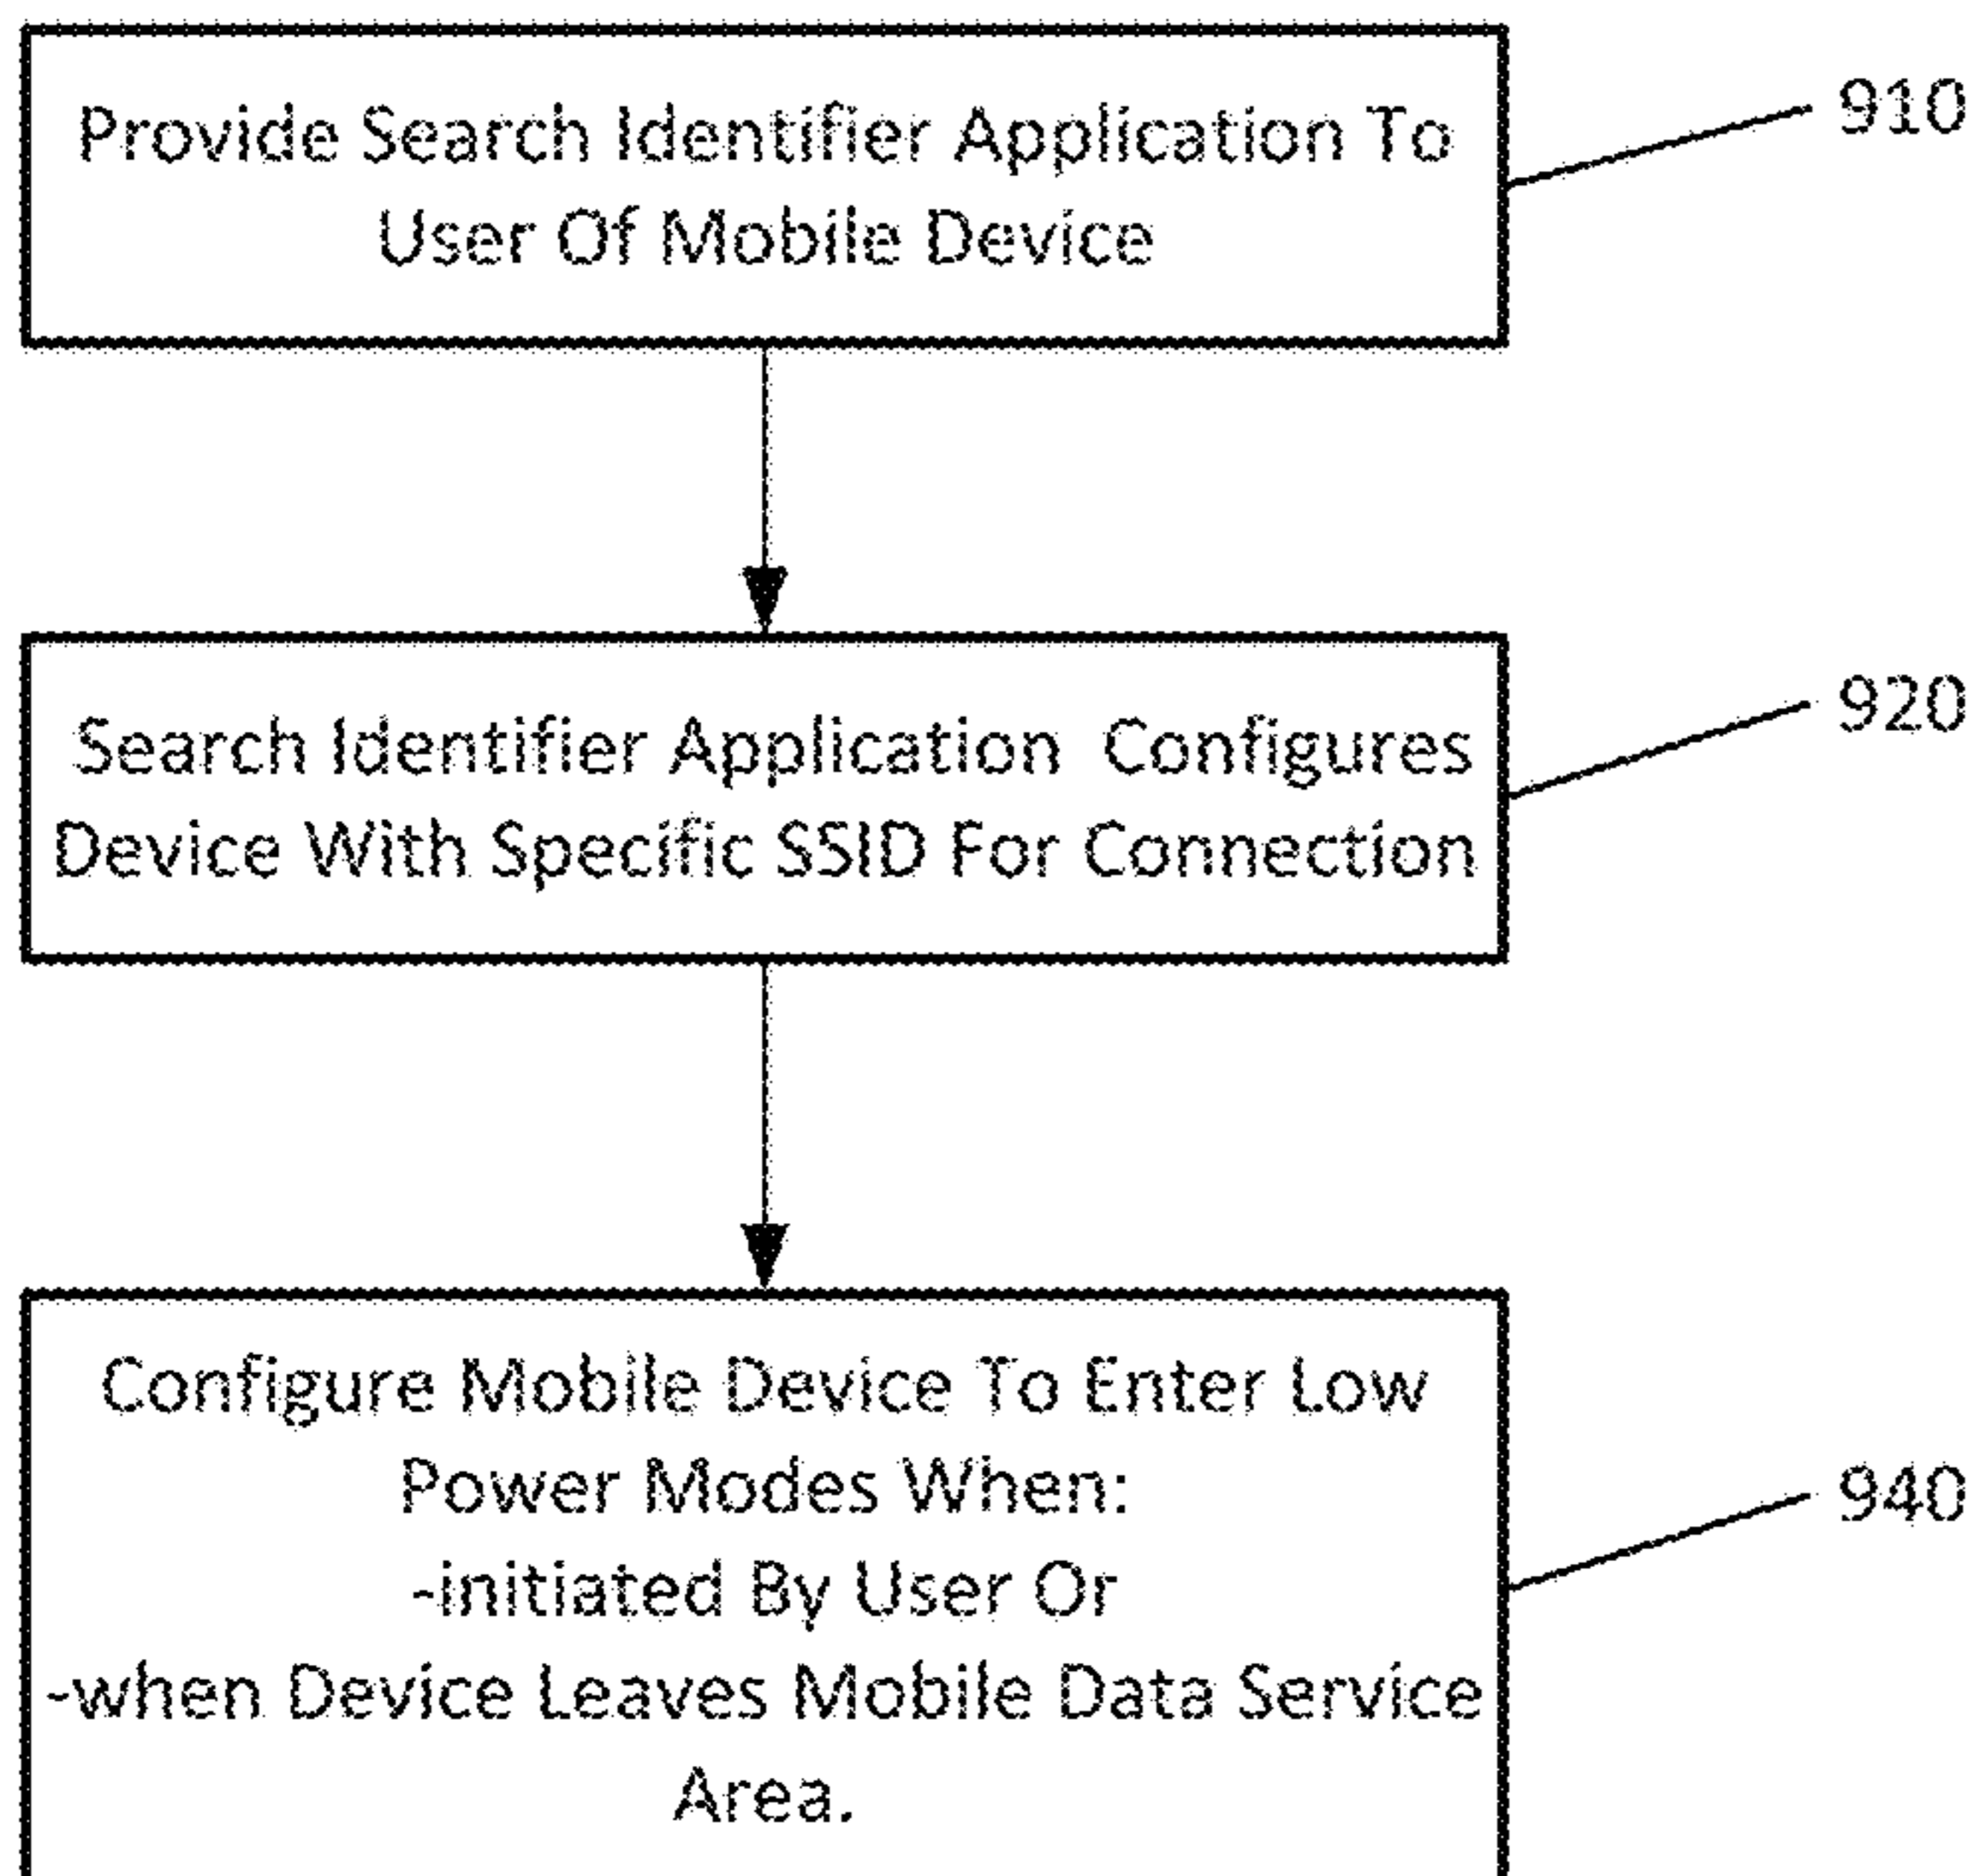 Provide Search Identifier Application To
User Of Mobile Device
910
Search Identifier Application Configures
Device With Specific SSID For Connection
920
Configure Mobile Device To Enter Low
Power Modes When:
-initiated By User Or
-when Device Leaves Mobile Data Service
Area.
940